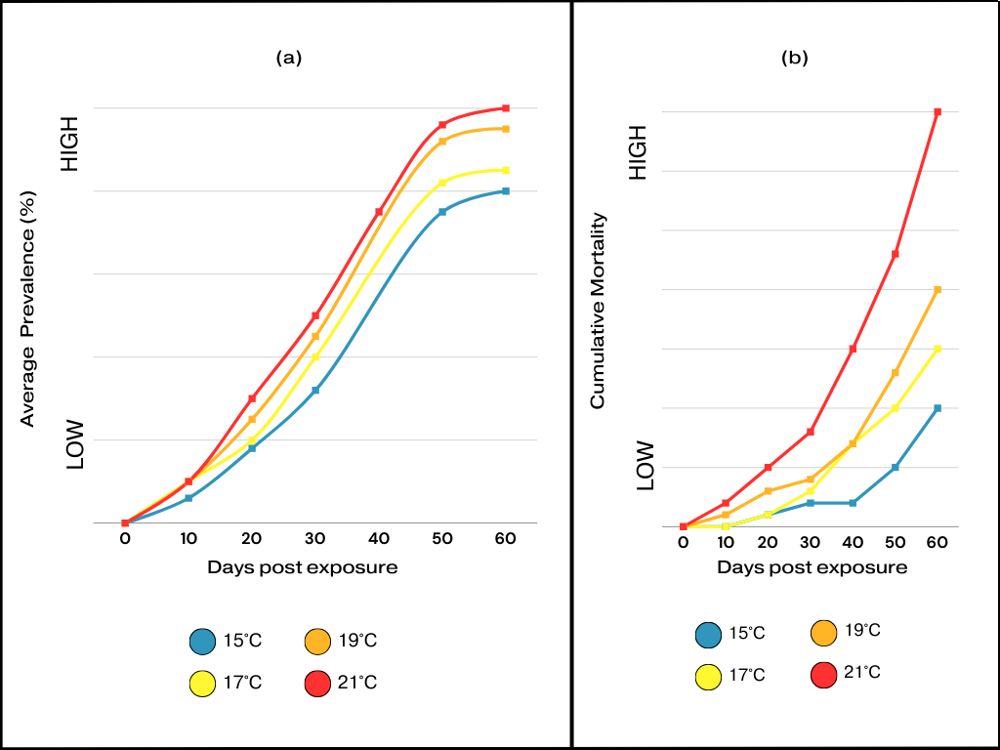 (a)
HIGH
LOW
Average Prevalence (%)
0 10 20 30 40 50 60
Days post exposure
15°C 19°C
17°C 21°C
(b)
HIGH
LOW
Cumulative Mortality
0 10 20 30 40 50 60
Days post exposure
15°C 19°C
17°C 21°C